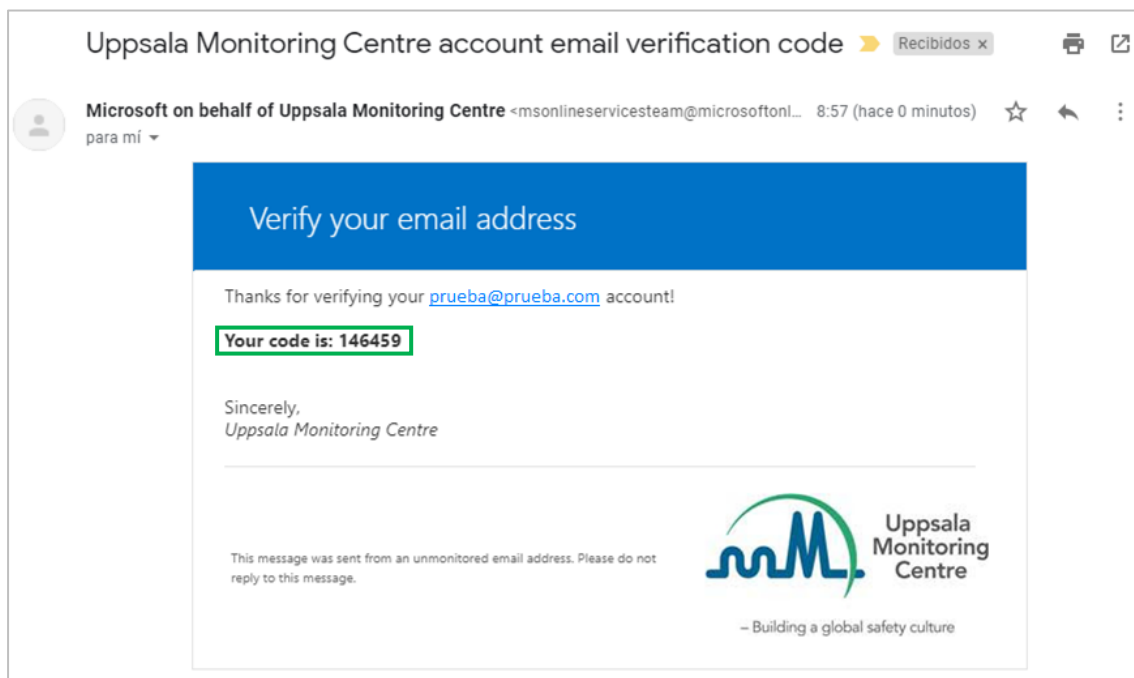 Uppsala Monitoring Centre account email verification code Recibidos x
Microsoft on behalf of Uppsala Monitoring Centre <msonlineservicesteam@microsoftonl... 8:57 (hace 0 minutos)
para mí
Verify your email address
Thanks for verifying your prueba@prueba.com account!
Your code is: 146459
Sincerely,
Uppsala Monitoring Centre
This message was sent from an unmonitored email address. Please do not
reply to this message.
Uppsala
Monitoring
Centre
– Building a global safety culture